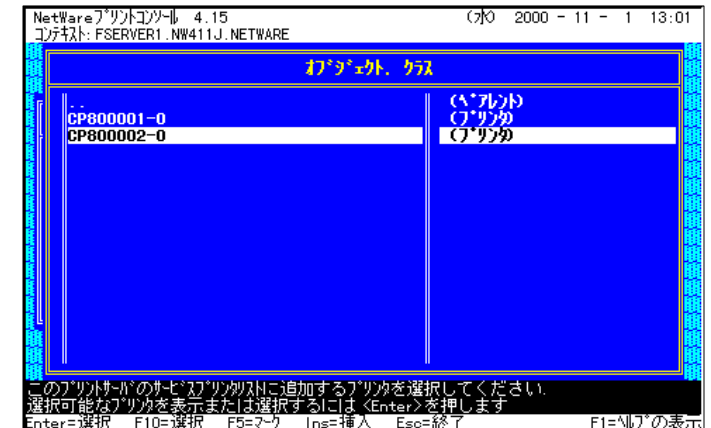 NetWareプリントコンソール 4.15 (水) 2000 - 11 - 1 13:01
コンテキスト: FSERVER1.NW411J.NETWARE
オブジェクト. クラス
.. (ペアレント)
CP800001-0 (プリンタ)
CP800002-0 (プリンタ)
このプリントサーバのサービスプリンタリストに追加するプリンタを選択してください.
選択可能なプリンタを表示または選択するには <Enter> を押します
Enter=選択 F10=選択 F5=マーク Ins=挿入 Esc=終了 F1=ヘルプの表示